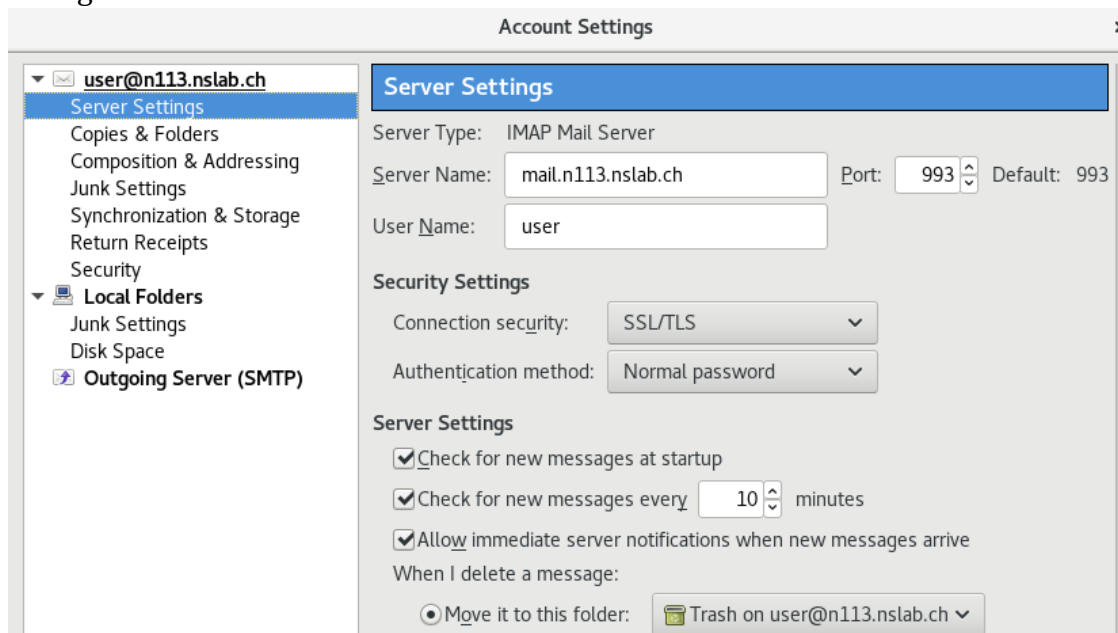 Account Settings
user@n113.nslab.ch
Server Settings
Copies & Folders
Composition & Addressing
Junk Settings
Synchronization & Storage
Return Receipts
Security
Local Folders
Junk Settings
Disk Space
Outgoing Server (SMTP)
Server Settings
Server Type: IMAP Mail Server
Server Name: mail.n113.nslab.ch Port: 993 Default: 993
User Name: user
Security Settings
Connection security: SSL/TLS
Authentication method: Normal password
Server Settings
Check for new messages at startup
Check for new messages every 10 minutes
Allow immediate server notifications when new messages arrive
When I delete a message:
Move it to this folder: Trash on user@n113.nslab.ch